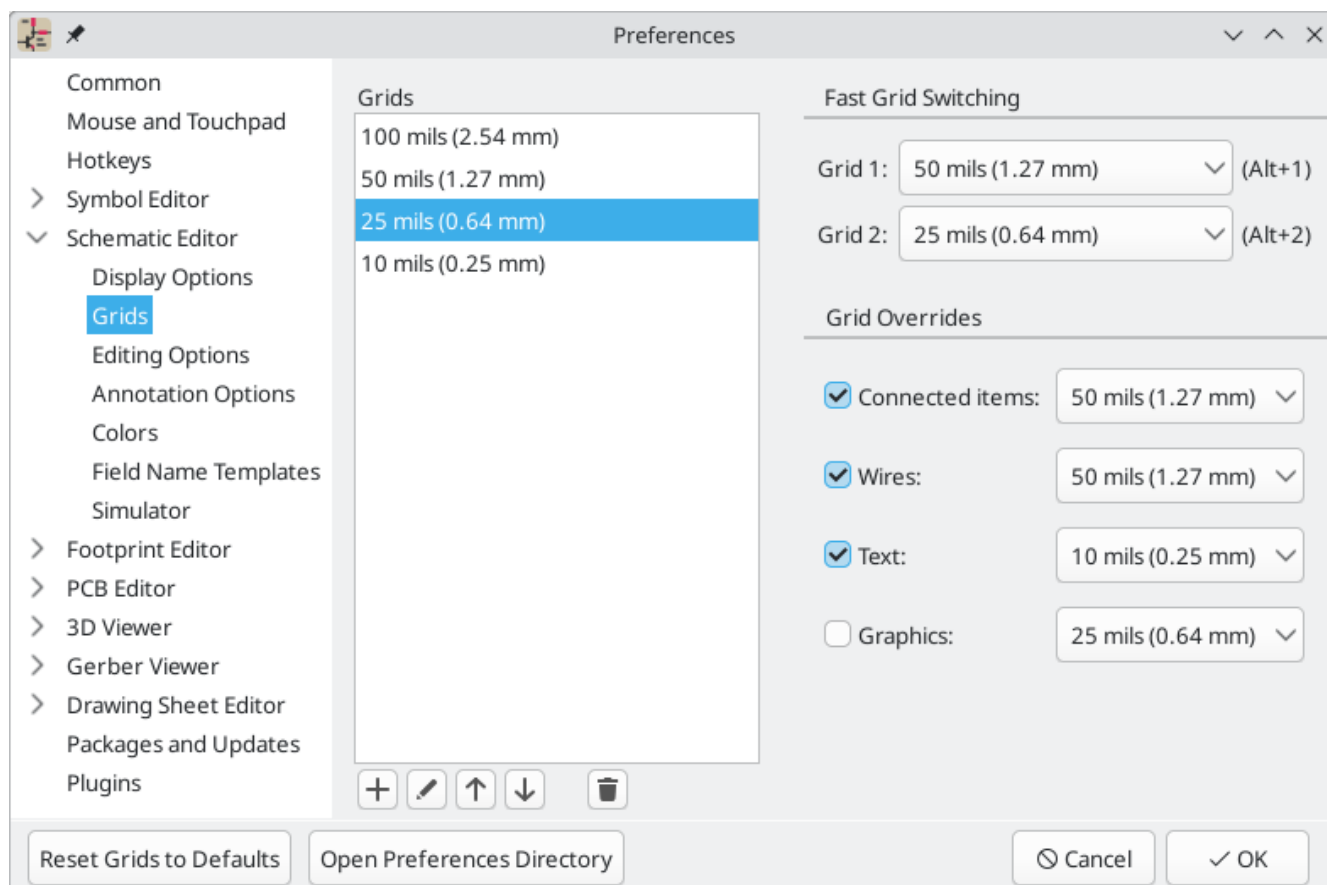 Preferences
Common
Mouse and Touchpad
Hotkeys
Symbol Editor
Schematic Editor
Display Options
Grids
Editing Options
Annotation Options
Colors
Field Name Templates
Simulator
Footprint Editor
PCB Editor
3D Viewer
Gerber Viewer
Drawing Sheet Editor
Packages and Updates
Plugins
Grids
100 mils (2.54 mm)
50 mils (1.27 mm)
25 mils (0.64 mm)
10 mils (0.25 mm)
Fast Grid Switching
Grid 1: 50 mils (1.27 mm) (Alt+1)
Grid 2: 25 mils (0.64 mm) (Alt+2)
Grid Overrides
Connected items: 50 mils (1.27 mm)
Wires: 50 mils (1.27 mm)
Text: 10 mils (0.25 mm)
Graphics: 25 mils (0.64 mm)
Reset Grids to Defaults Open Preferences Directory Cancel OK